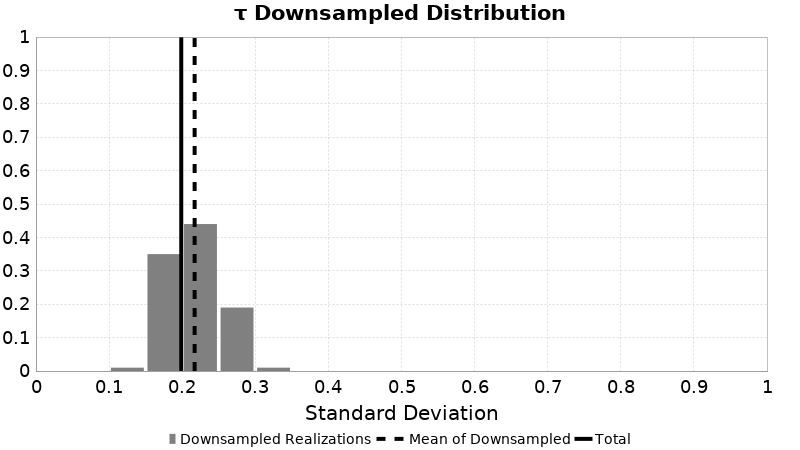 τ Downsampled Distribution
1
0.9
0.8
0.7
0.6
0.5
0.4
0.3
0.2
0.1
0
0 0.1 0.2 0.3 0.4 0.5 0.6 0.7 0.8 0.9 1
Standard Deviation
Downsampled Realizations Mean of Downsampled Total